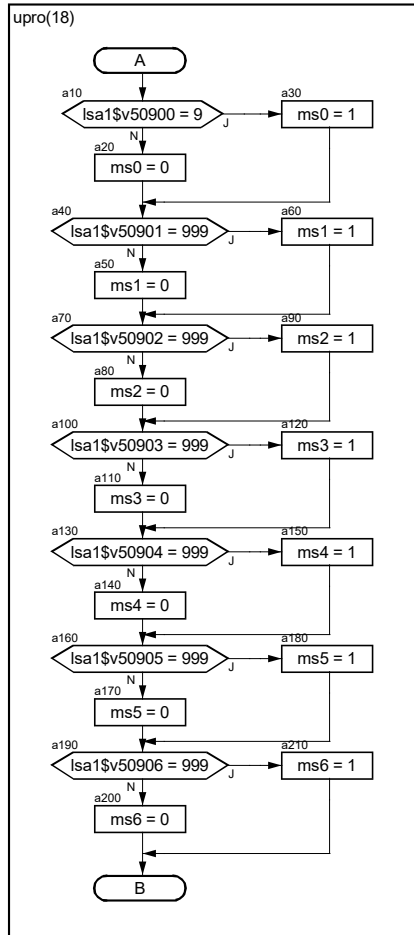 upro(18)
A
a10
lsa1$v50900 = 9
J
N
a30
ms0 = 1
a20
ms0 = 0
a40
lsa1$v50901 = 999
J
N
a60
ms1 = 1
a50
ms1 = 0
a70
lsa1$v50902 = 999
J
N
a90
ms2 = 1
a80
ms2 = 0
a100
lsa1$v50903 = 999
J
N
a120
ms3 = 1
a110
ms3 = 0
a130
lsa1$v50904 = 999
J
N
a150
ms4 = 1
a140
ms4 = 0
a160
lsa1$v50905 = 999
J
N
a180
ms5 = 1
a170
ms5 = 0
a190
lsa1$v50906 = 999
J
N
a210
ms6 = 1
a200
ms6 = 0
B